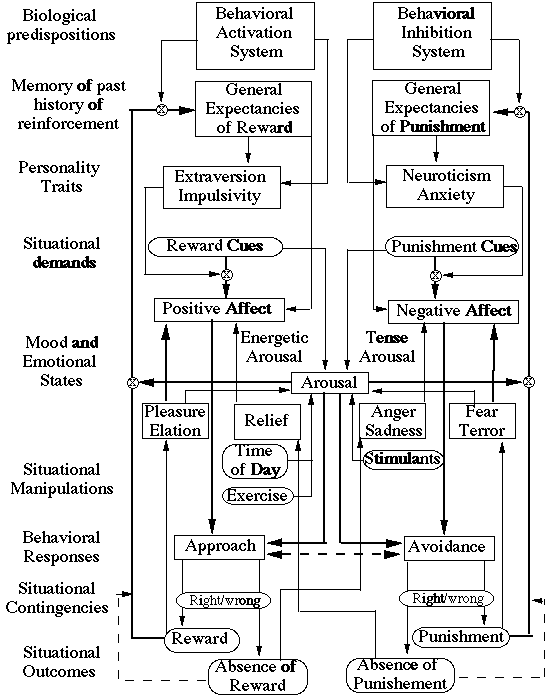 Biological
predispositions
Behavioral
Activation
System
Behavioral
Inhibition
System
Memory of past
history of
reinforcement
General
Expectancies
of Reward
General
Expectancies
of Punishment
Personality
Traits
Extraversion
Impulsivity
Neuroticism
Anxiety
Situational
demands
Reward Cues
Punishment Cues
Positive Affect
Negative Affect
Mood and
Emotional
States
Energetic
Arousal
Tense
Arousal
Arousal
Pleasure
Elation
Relief
Anger
Sadness
Fear
Terror
Situational
Manipulations
Time
of Day
Stimulants
Exercise
Behavioral
Responses
Approach
Avoidance
Situational
Contingencies
Right/wrong
Right/wrong
Reward
Punishment
Situational
Outcomes
Absence of
Reward
Absence of
Punishement